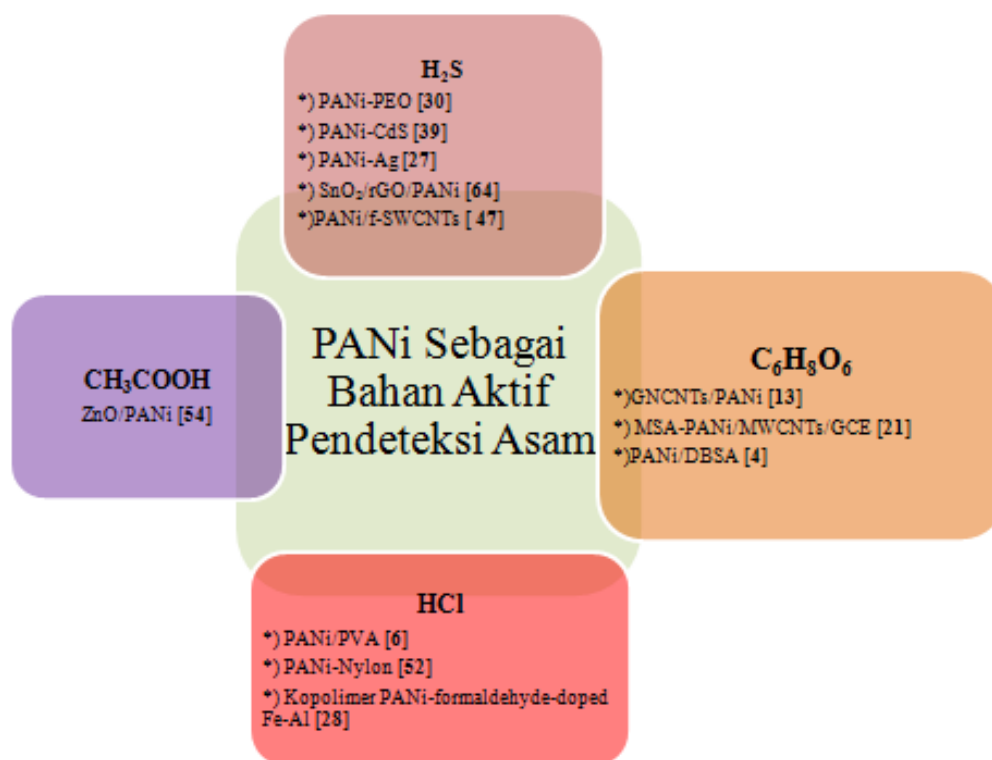 H₂S
*) PANi-PEO [30]
*) PANi-CdS [39]
*) PANi-Ag [27]
*) SnO₂/rGO/PANi [64]
*)PANi/f-SWCNTs [ 47]
PANi Sebagai
Bahan Aktif
Pendeteksi Asam
CH₃COOH
ZnO/PANi [54]
C₆H₈O₆
*)GNCNTs/PANi [13]
*) MSA-PANi/MWCNTs/GCE [21]
*)PANi/DBSA [4]
HCl
*) PANi/PVA [6]
*) PANi-Nylon [52]
*) Kopolimer PANi-formaldehyde-doped
Fe-Al [28]